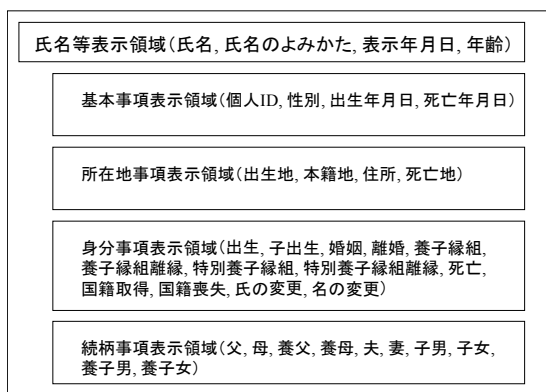 氏名等表示領域(氏名, 氏名のよみかた, 表示年月日, 年齢)
基本事項表示領域(個人ID, 性別, 出生年月日, 死亡年月日)
所在地事項表示領域(出生地, 本籍地, 住所, 死亡地)
身分事項表示領域(出生, 子出生, 婚姻, 離婚, 養子縁組,
養子縁組離縁, 特別養子縁組, 特別養子縁組離縁, 死亡,
国籍取得, 国籍喪失, 氏の変更, 名の変更)
続柄事項表示領域(父, 母, 養父, 養母, 夫, 妻, 子男, 子女,
養子男, 養子女)